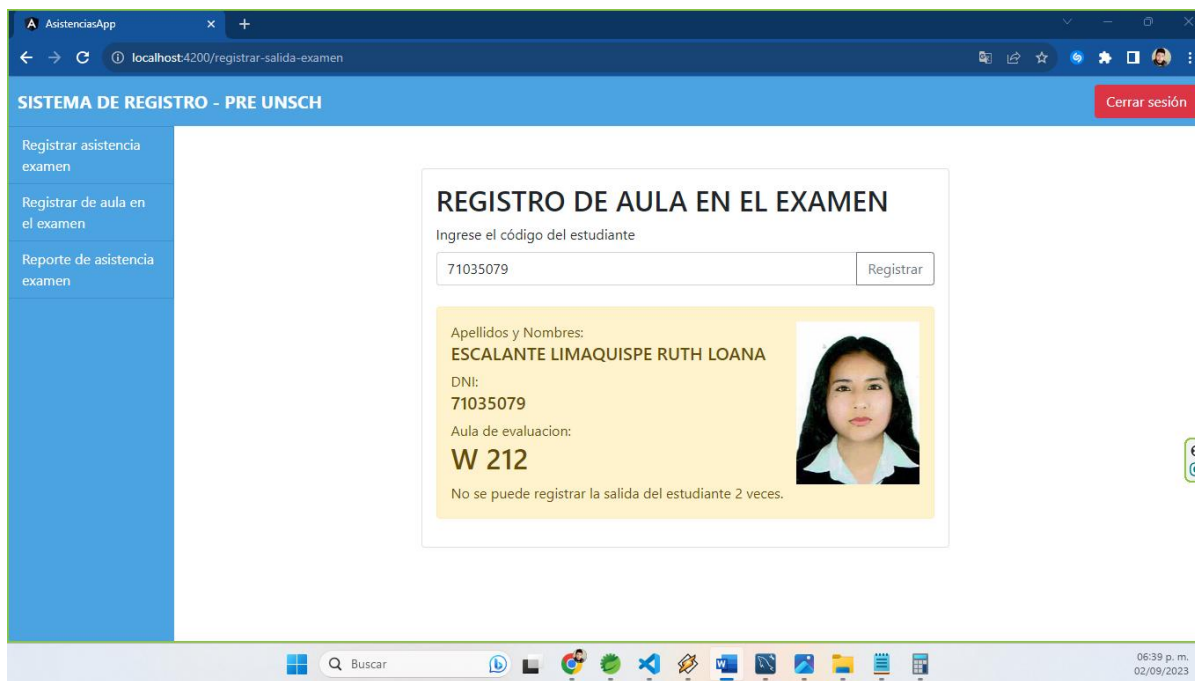 AsistenciasApp
localhost:4200/registrar-salida-examen
SISTEMA DE REGISTRO - PRE UNSCH
Cerrar sesión
Registrar asistencia
examen
Registrar de aula en
el examen
Reporte de asistencia
examen
REGISTRO DE AULA EN EL EXAMEN
Ingrese el código del estudiante
71035079
Registrar
Apellidos y Nombres:
ESCALANTE LIMAQUISPE RUTH LOANA
DNI:
71035079
Aula de evaluacion:
W 212
No se puede registrar la salida del estudiante 2 veces.
Buscar
06:39 p. m.
02/09/2023